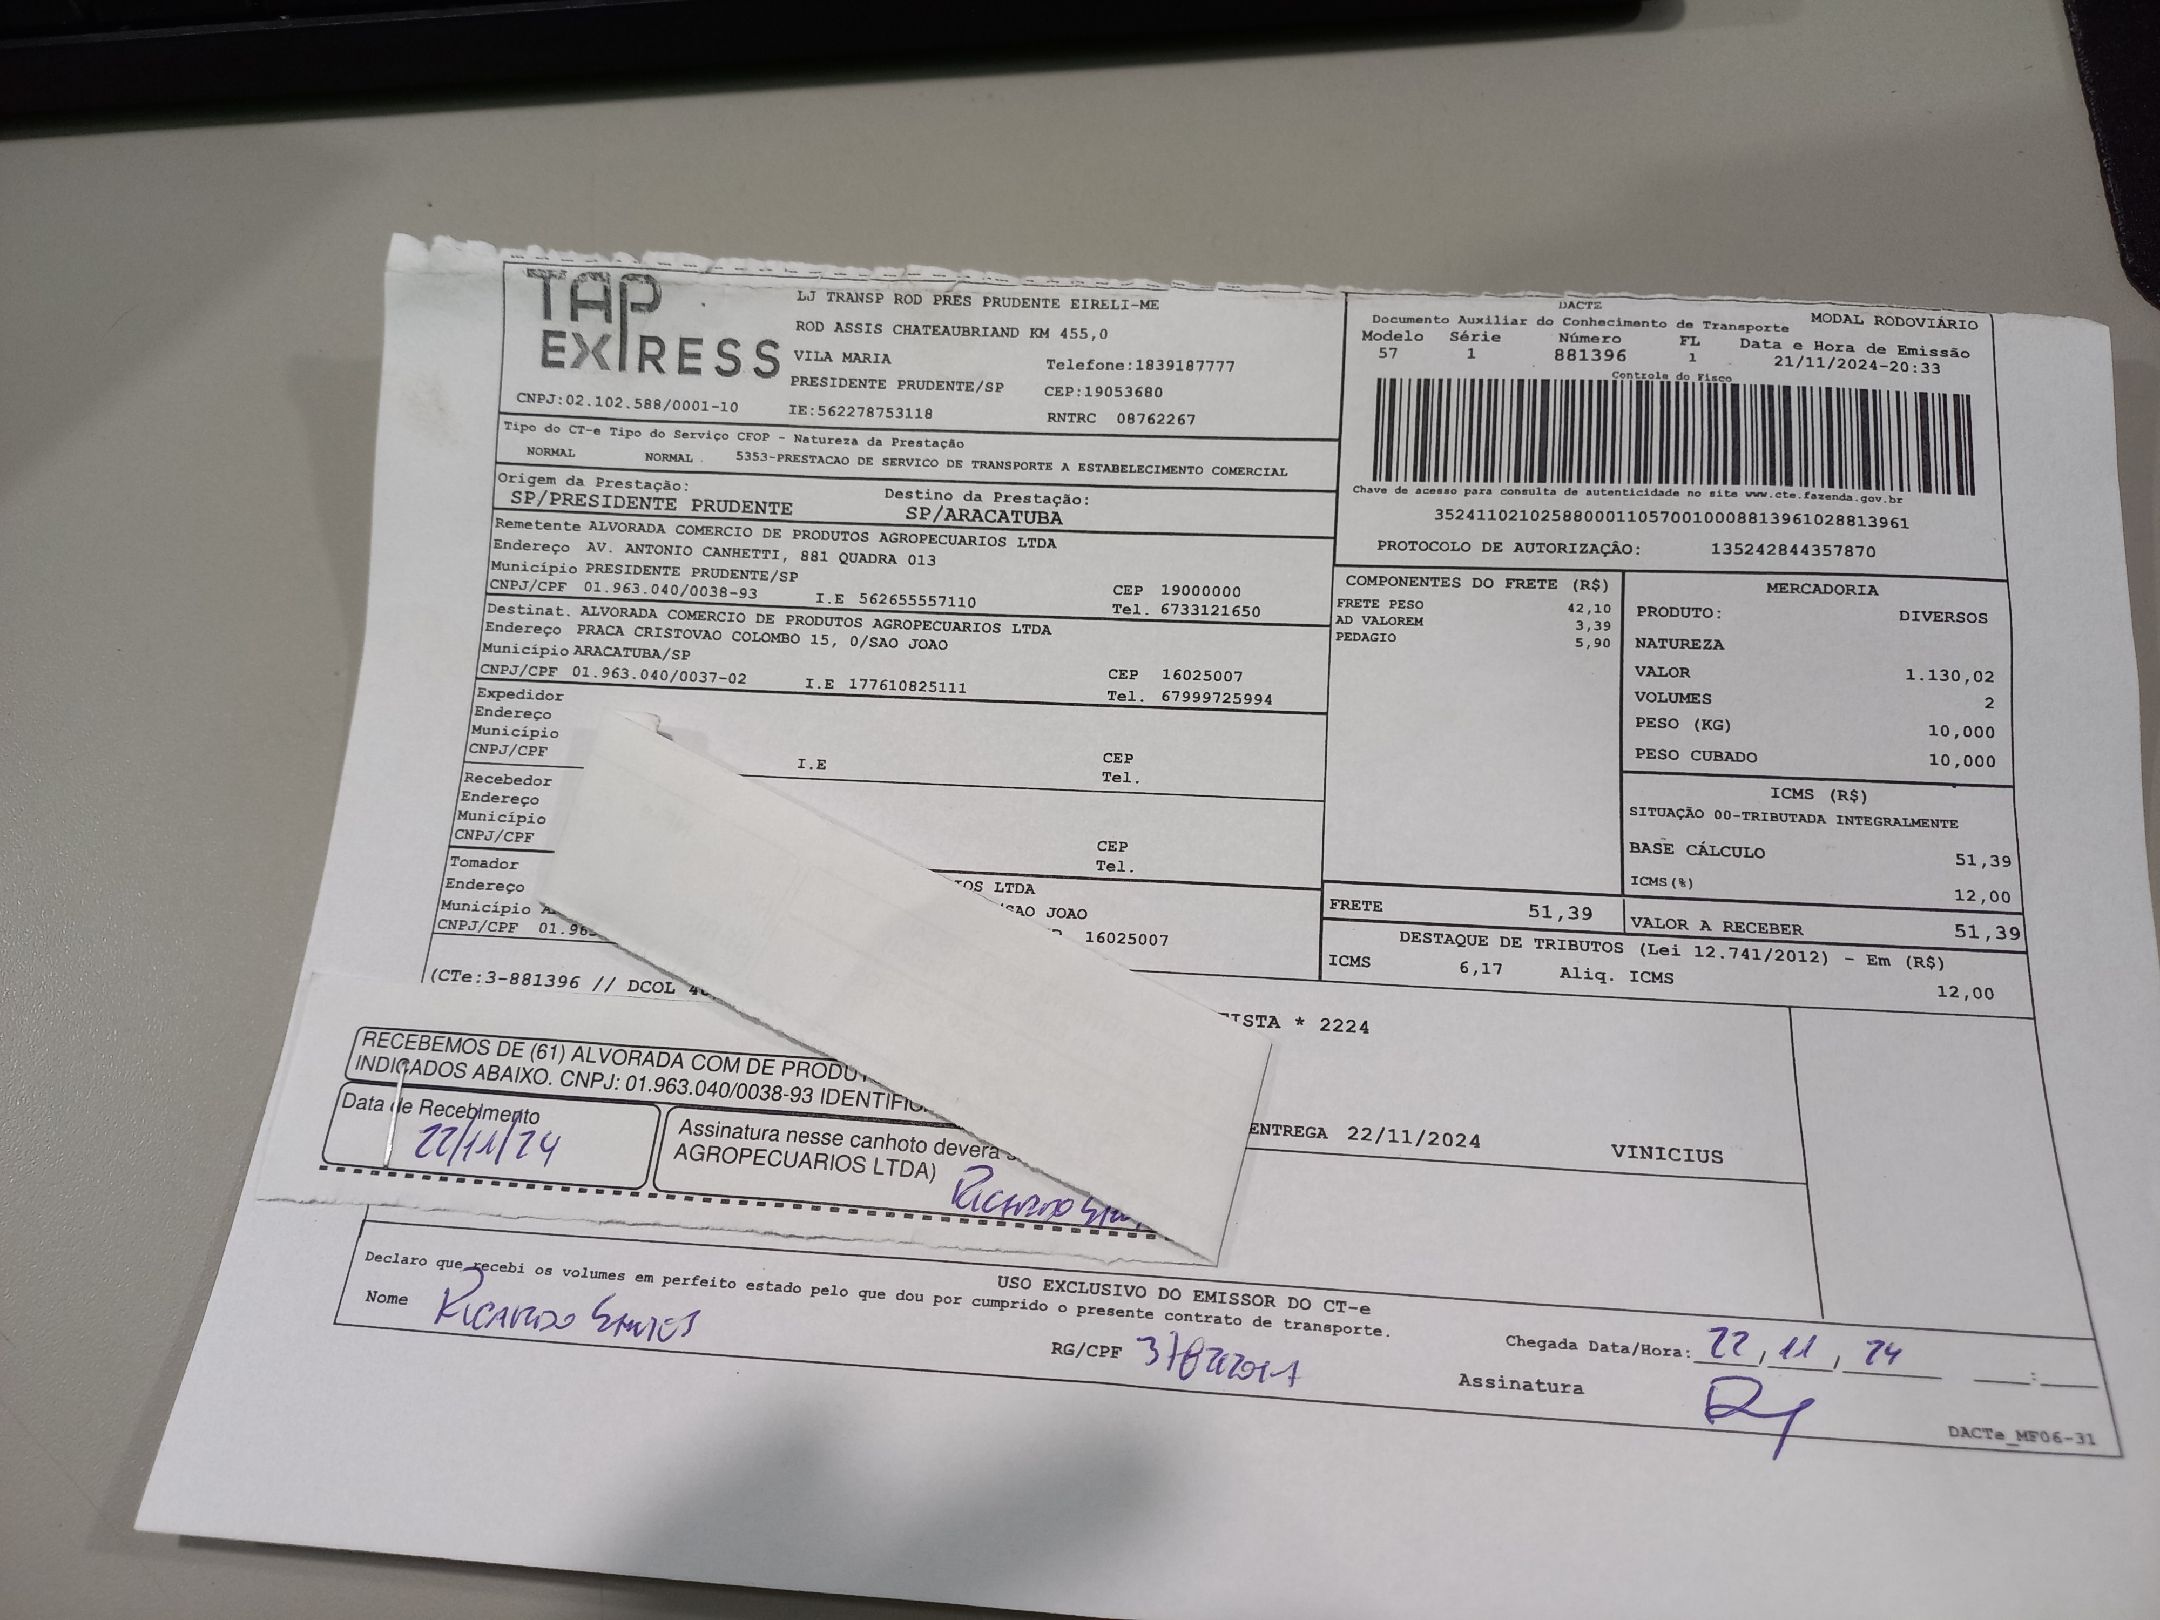 TAP
EXPRESS
CNPJ:02.102.588/0001-10
LJ TRANSP ROD PRES PRUDENTE EIRELI-ME
ROD ASSIS CHATEAUBRIAND KM 455,0
VILA MARIA Telefone:1839187777
PRESIDENTE PRUDENTE/SP CEP:19053680
IE:562278753118 RNTRC 08762267
DACTE
Documento Auxiliar do Conhecimento de Transporte MODAL RODOVIÁRIO
Modelo Série Número FL Data e Hora de Emissão
57 1 881396 1 21/11/2024-20:33
Controle do Fisco
Chave de acesso para consulta de autenticidade no site www.cte.fazenda.gov.br
35241102102588000110570010008813961028813961
PROTOCOLO DE AUTORIZAÇÃO: 135242844357870
Tipo do CT-e Tipo do Serviço CFOP - Natureza da Prestação
NORMAL NORMAL 5353-PRESTACAO DE SERVICO DE TRANSPORTE A ESTABELECIMENTO COMERCIAL
Origem da Prestação: Destino da Prestação:
SP/PRESIDENTE PRUDENTE SP/ARACATUBA
Remetente ALVORADA COMERCIO DE PRODUTOS AGROPECUARIOS LTDA
Endereço AV. ANTONIO CANHETTI, 881 QUADRA 013
Município PRESIDENTE PRUDENTE/SP CEP 19000000
CNPJ/CPF 01.963.040/0038-93 I.E 562655557110 Tel. 6733121650
Destinat. ALVORADA COMERCIO DE PRODUTOS AGROPECUARIOS LTDA
Endereço PRACA CRISTOVAO COLOMBO 15, 0/SAO JOAO
Município ARACATUBA/SP CEP 16025007
CNPJ/CPF 01.963.040/0037-02 I.E 177610825111 Tel. 67999725994
Expedidor
Endereço
Município CEP
CNPJ/CPF I.E Tel.
Recebedor
Endereço
Município CEP
CNPJ/CPF Tel.
Tomador LTDA
Endereço SAO JOAO
Município 16025007
CNPJ/CPF
COMPONENTES DO FRETE (R$)
FRETE PESO 42,10
AD VALOREM 3,39
PEDAGIO 5,90
MERCADORIA
PRODUTO: DIVERSOS
NATUREZA
VALOR 1.130,02
VOLUMES 2
PESO (KG) 10,000
PESO CUBADO 10,000
ICMS (R$)
SITUAÇÃO 00-TRIBUTADA INTEGRALMENTE
BASE CÁLCULO 51,39
ICMS(%) 12,00
FRETE 51,39 VALOR A RECEBER 51,39
DESTAQUE DE TRIBUTOS (Lei 12.741/2012) - Em (R$)
ICMS 6,17 Aliq. ICMS 12,00
(CTe:3-881396 // DCOL
* 2224
RECEBEMOS DE (61) ALVORADA COM DE
INDICADOS ABAIXO. CNPJ: 01.963.040/0038-93
Data de Recebimento
22/11/24
Assinatura nesse canhoto devera
AGROPECUARIOS LTDA)
RICARDO
ENTREGA 22/11/2024 VINICIUS
USO EXCLUSIVO DO EMISSOR DO CT-e
Declaro que recebi os volumes em perfeito estado pelo que dou por cumprido o presente contrato de transporte.
Nome RICARDO SANTOS
RG/CPF
Chegada Data/Hora: 22, 11, 24
Assinatura
DACTe_MF06-31